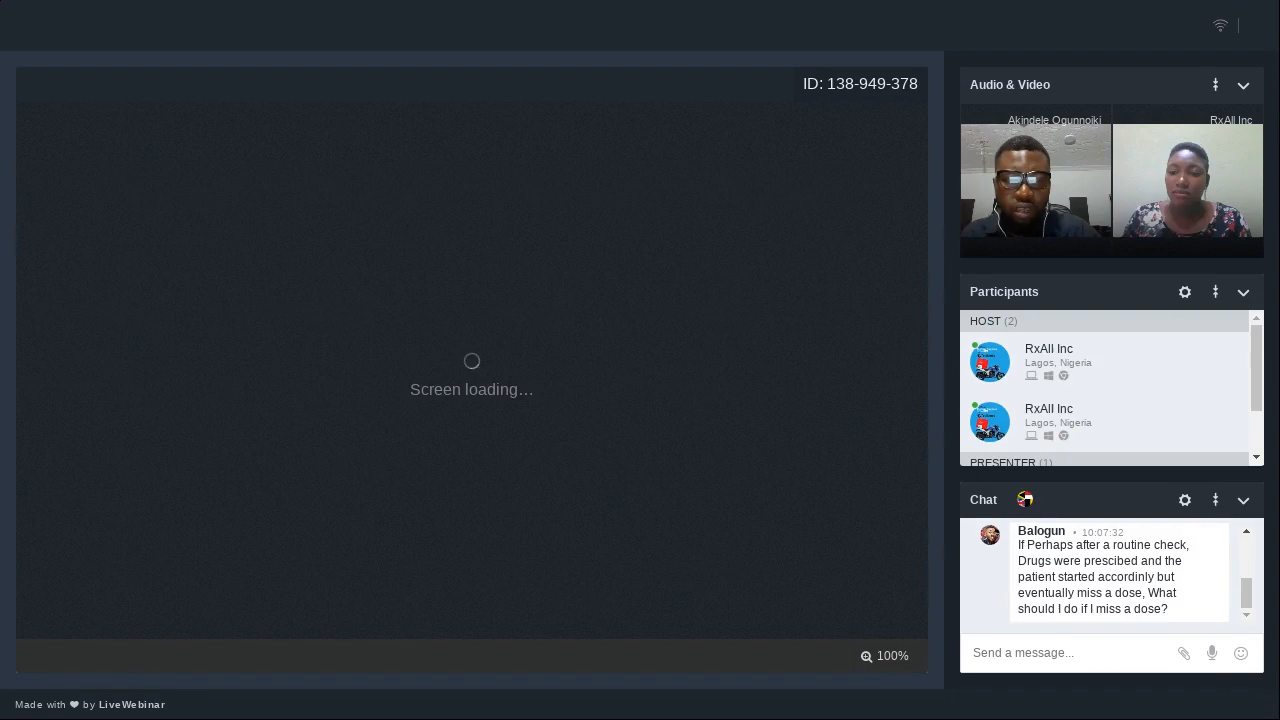 ID: 138-949-378
Screen loading...
100%
Made with ❤ by LiveWebinar
Audio & Video
Akindele Ogunnoiki
RxAll Inc
Participants
HOST (2)
RxAll Inc
Lagos, Nigeria
RxAll Inc
Lagos, Nigeria
PRESENTER (1)
Chat
Balogun • 10:07:32
If Perhaps after a routine check,
Drugs were prescibed and the
patient started accordinly but
eventually miss a dose, What
should I do if I miss a dose?
Send a message...